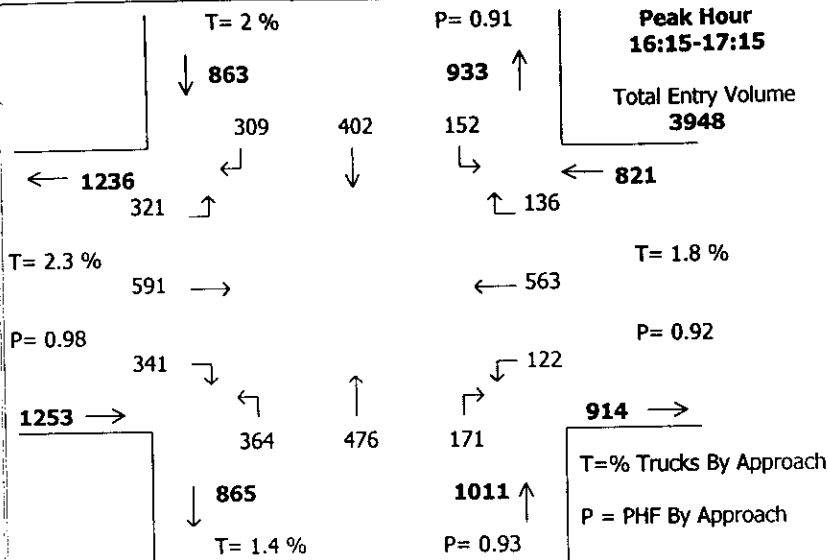 T= 2 % P= 0.91 Peak Hour
16:15-17:15
863 933
Total Entry Volume
3948
309 402 152
1236 821
321 136
T= 2.3 % T= 1.8 %
591 563
P= 0.98 P= 0.92
341 122
1253 914
364 476 171
T=% Trucks By Approach
865 1011
P = PHF By Approach
T= 1.4 % P= 0.93